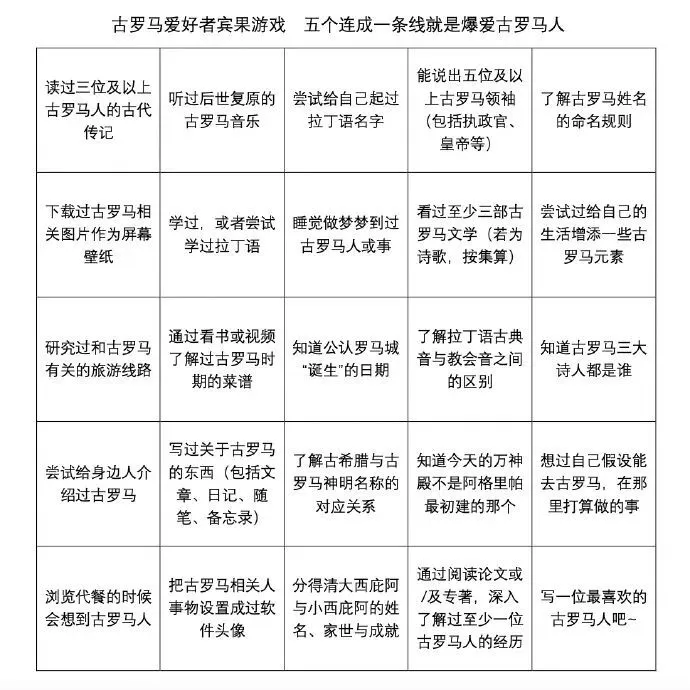 古罗马爱好者宾果游戏　五个连成一条线就是爆爱古罗马人
读过三位及以上
古罗马人的古代
传记
听过后世复原的
古罗马音乐
尝试给自己起过
拉丁语名字
能说出五位及以
上古罗马领袖
（包括执政官、
皇帝等）
了解古罗马姓名
的命名规则
下载过古罗马相
关图片作为屏幕
壁纸
学过，或者尝试
学过拉丁语
睡觉做梦梦到过
古罗马人或事
看过至少三部古
罗马文学（若为
诗歌，按集算）
尝试过给自己的
生活增添一些古
罗马元素
研究过和古罗马
有关的旅游线路
通过看书或视频
了解过古罗马时
期的菜谱
知道公认罗马城
“诞生”的日期
了解拉丁语古典
音与教会音之间
的区别
知道古罗马三大
诗人都是谁
尝试给身边人介
绍过古罗马
写过关于古罗马
的东西（包括文
章、日记、随
笔、备忘录）
了解古希腊与古
罗马神明名称的
对应关系
知道今天的万神
殿不是阿格里帕
最初建的那个
想过自己假设能
去古罗马，在那
里打算做的事
浏览代餐的时候
会想到古罗马人
把古罗马相关人
事物设置成过软
件头像
分得清大西庇阿
与小西庇阿的姓
名、家世与成就
通过阅读论文或
/及专著，深入
了解过至少一位
古罗马人的经历
写一位最喜欢的
古罗马人吧~